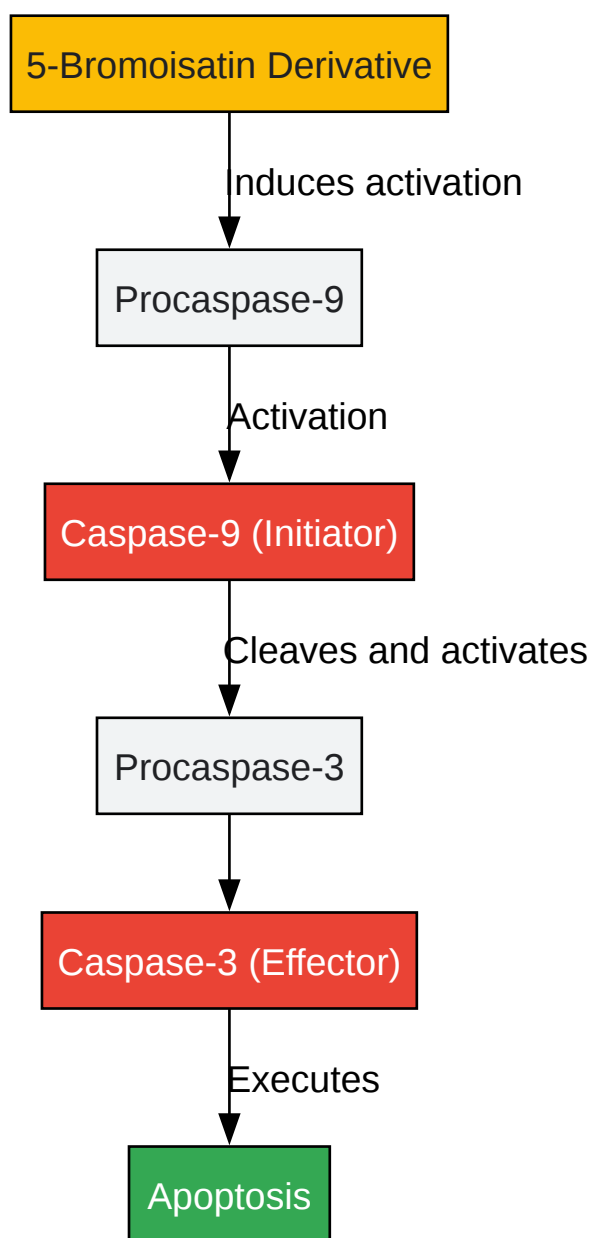 5-Bromoisatin Derivative
Induces activation
Procaspase-9
Activation
Caspase-9 (Initiator)
Cleaves and activates
Procaspase-3
Caspase-3 (Effector)
Executes
Apoptosis